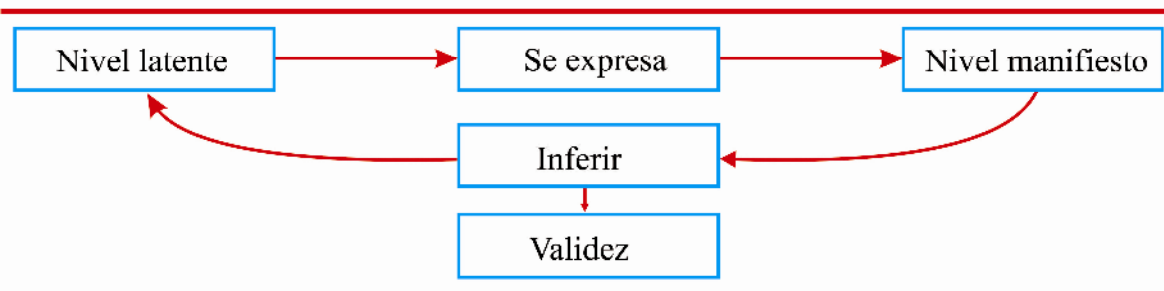 Nivel latente
Se expresa
Nivel manifiesto
Inferir
Validez